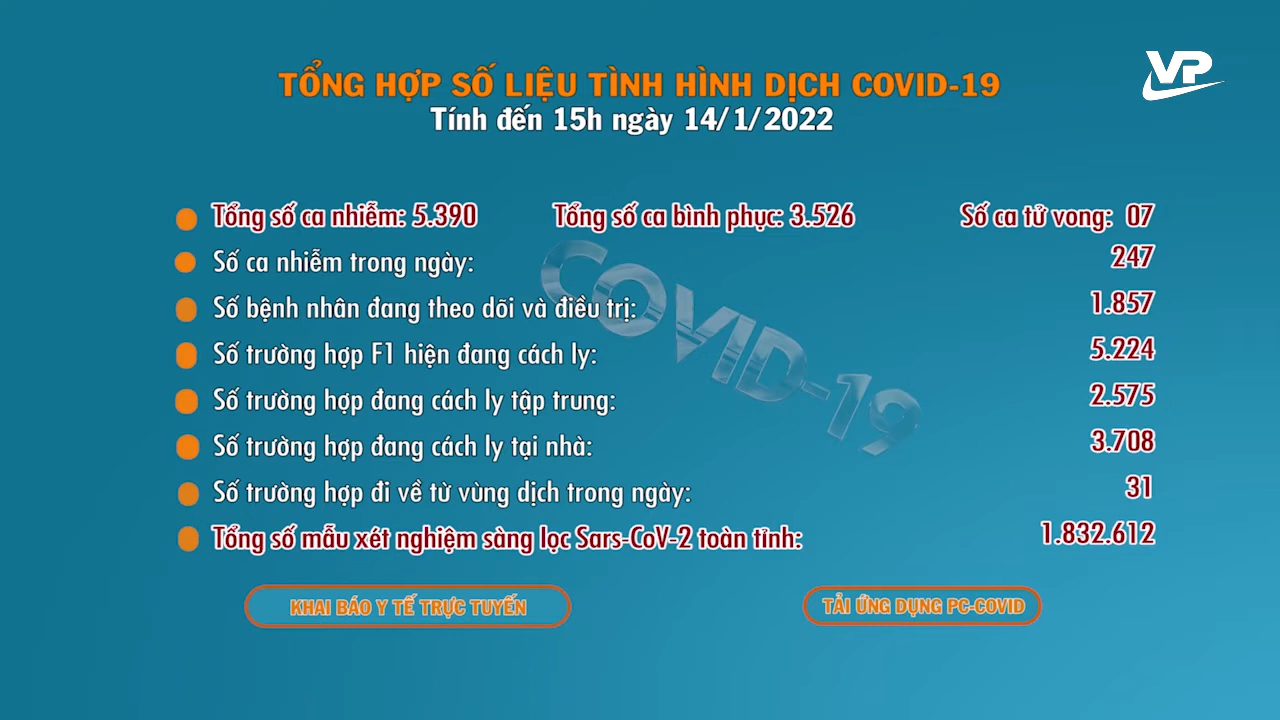 VP
TỔNG HỢP SỐ LIỆU TÌNH HÌNH DỊCH COVID-19
Tính đến 15h ngày 14/1/2022
Tổng số ca nhiễm: 5.390 Tổng số ca bình phục: 3.526 Số ca tử vong: 07
Số ca nhiễm trong ngày: 247
Số bệnh nhân đang theo dõi và điều trị: 1.857
Số trường hợp F1 hiện đang cách ly: 5.224
Số trường hợp đang cách ly tập trung: 2.575
Số trường hợp đang cách ly tại nhà: 3.708
Số trường hợp đi về từ vùng dịch trong ngày: 31
Tổng số mẫu xét nghiệm sàng lọc Sars-CoV-2 toàn tỉnh: 1.832.612
COVID-19
KHAI BÁO Y TẾ TRỰC TUYẾN TẢI ỨNG DỤNG PC-COVID